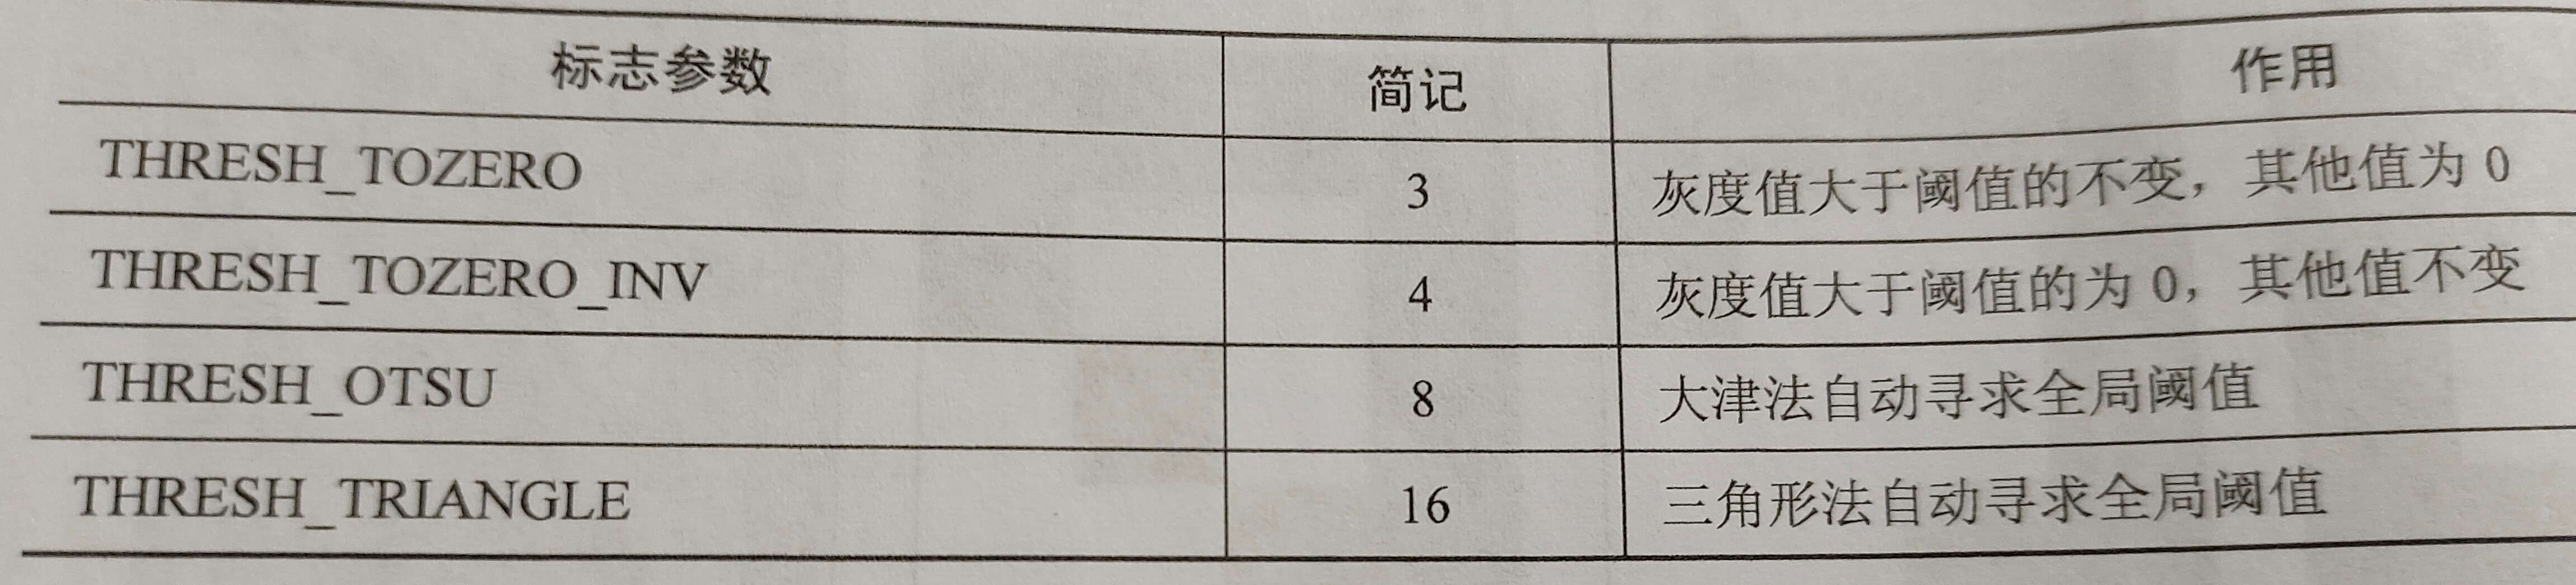 标志参数 简记 作用
THRESH_TOZERO 3 灰度值大于阈值的不变，其他值为 0
THRESH_TOZERO_INV 4 灰度值大于阈值的为 0，其他值不变
THRESH_OTSU 8 大津法自动寻求全局阈值
THRESH_TRIANGLE 16 三角形法自动寻求全局阈值